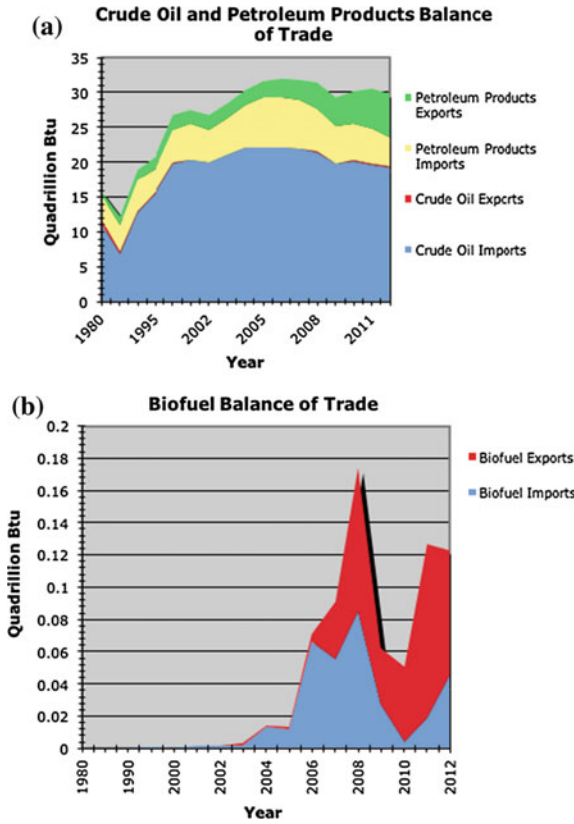 (a)
Crude Oil and Petroleum Products Balance
of Trade
35
30
25
20
15
10
5
0
Quadrillion Btu
1980
1995
2002
2005
2008
2011
Year
Petroleum Products
Exports
Petroleum Products
Imports
Crude Oil Exports
Crude Oil Imports
(b)
Biofuel Balance of Trade
0.2
0.18
0.16
0.14
0.12
0.1
0.08
0.06
0.04
0.02
0
Quadrillion Btu
1980
1990
2000
2002
2004
2006
2008
2010
2012
Year
Biofuel Exports
Biofuel Imports